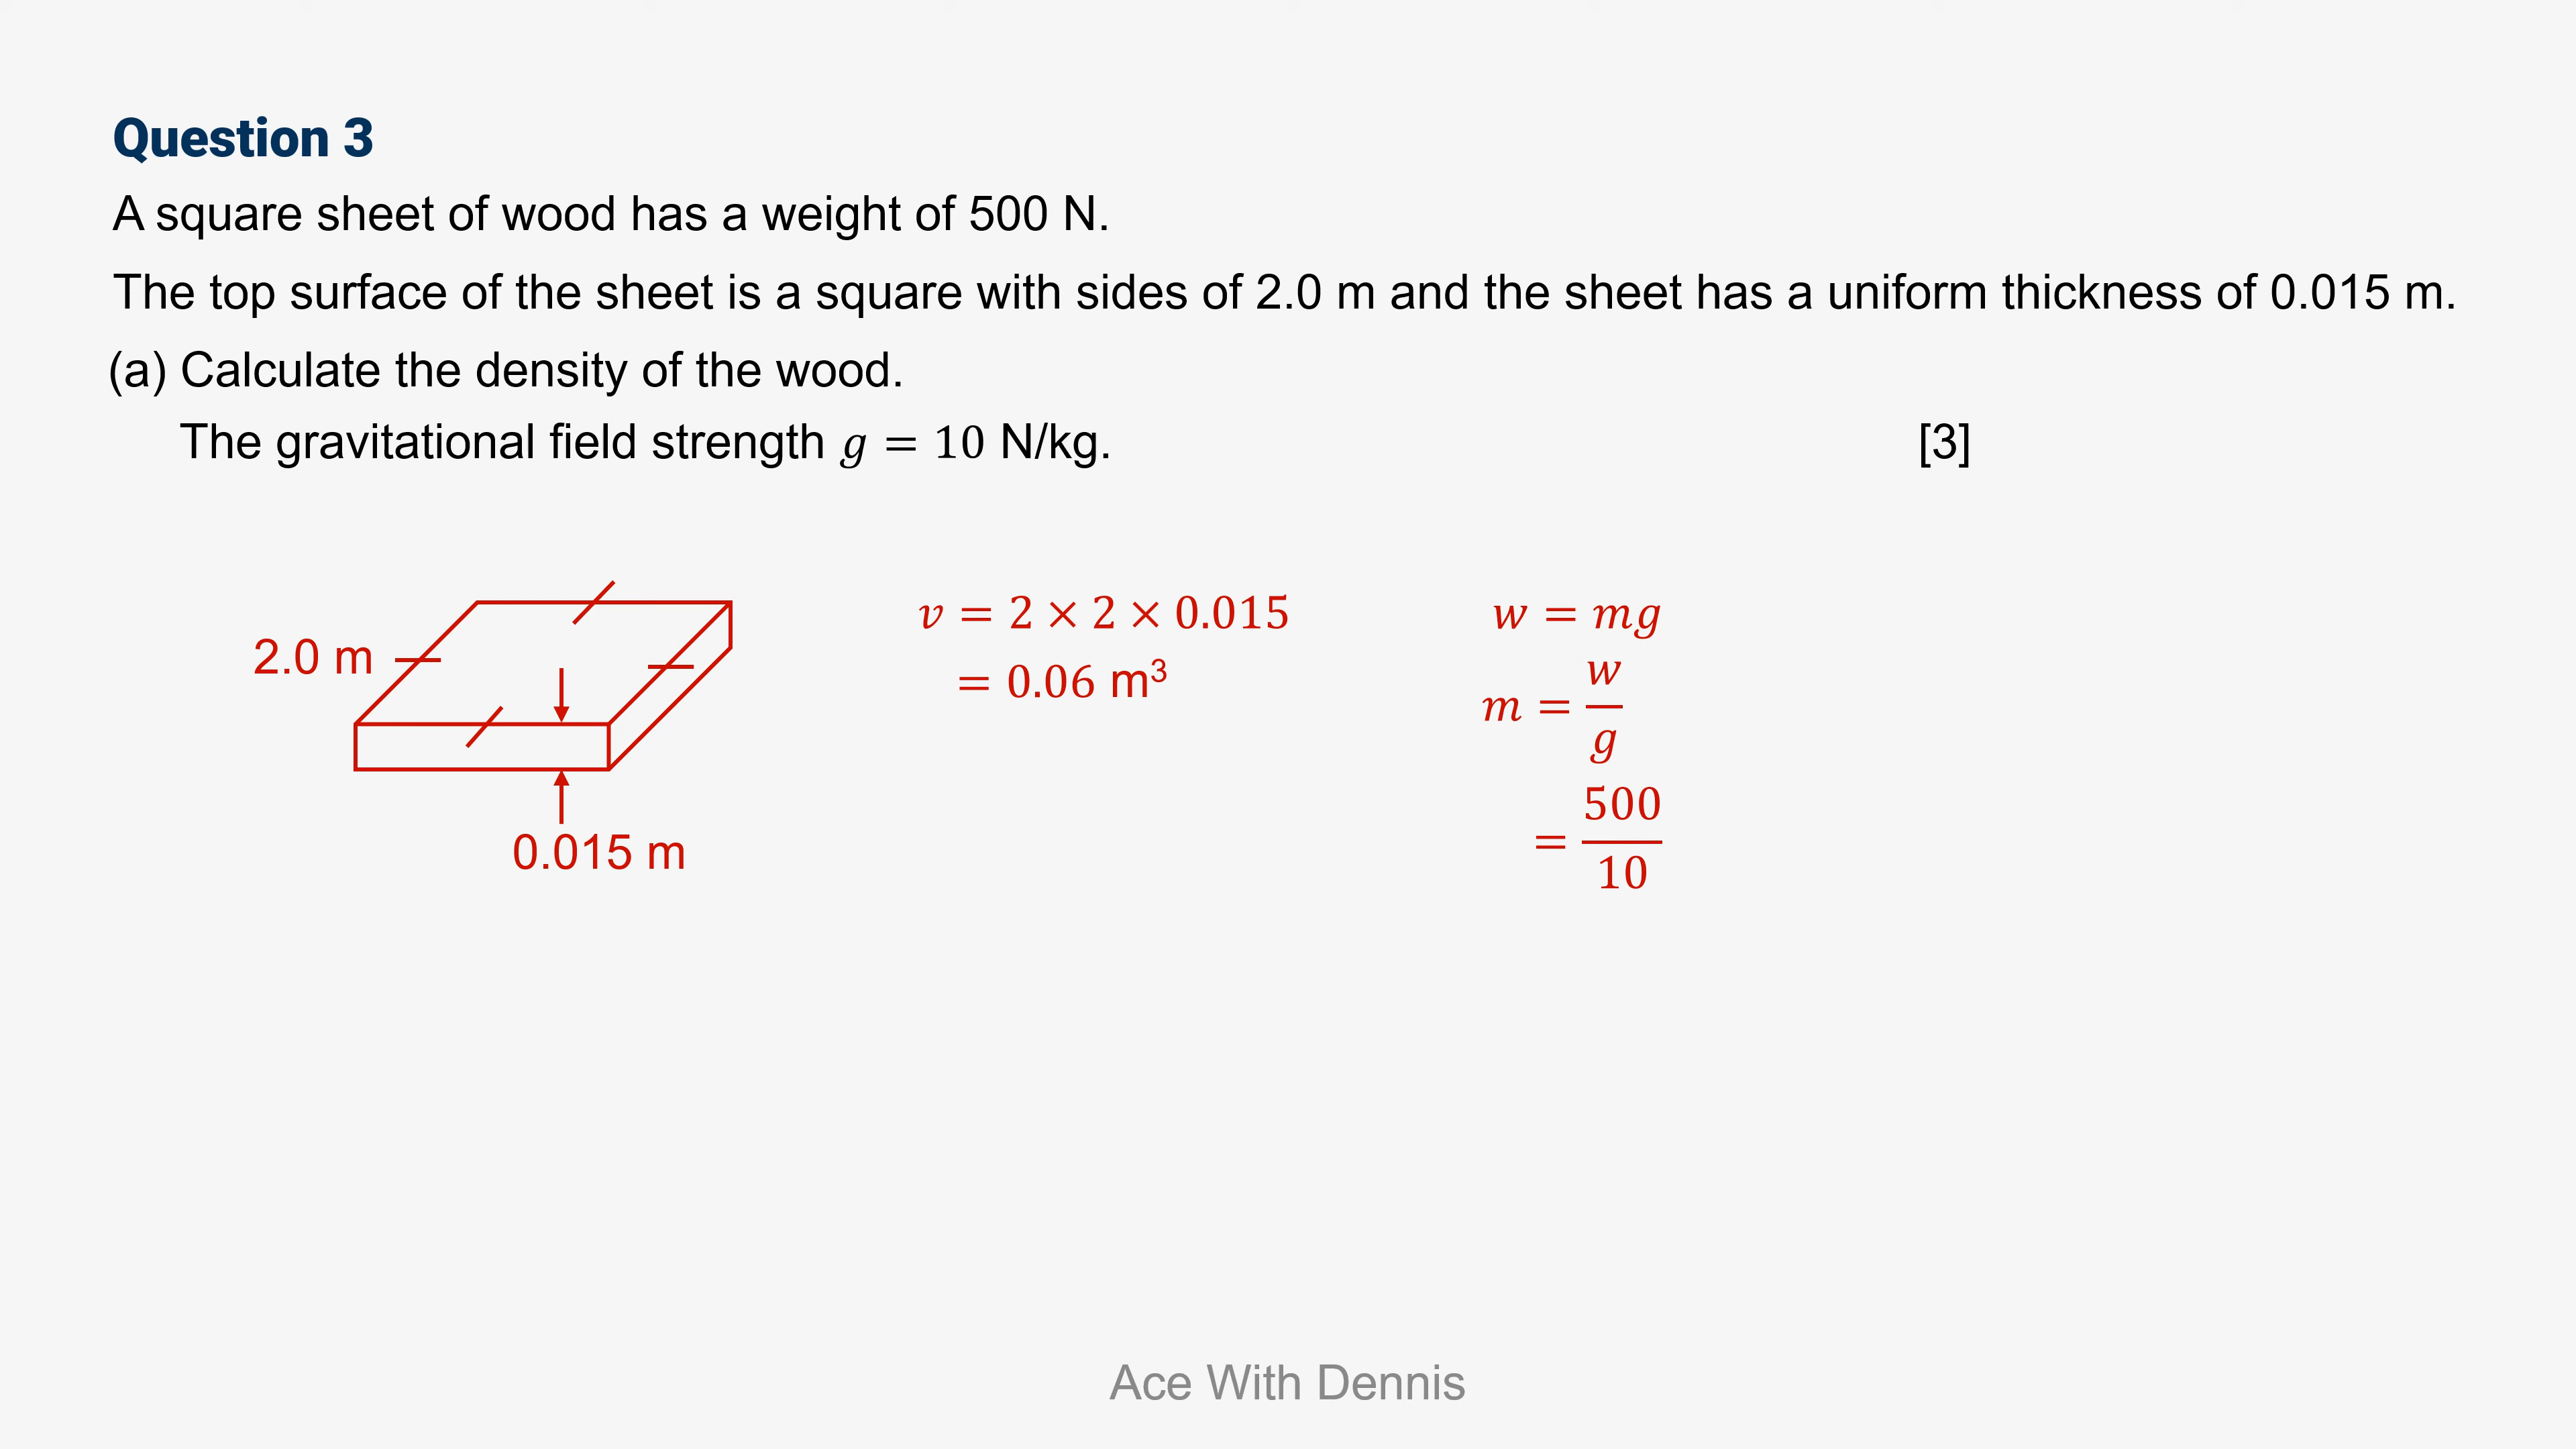 Question 3
A square sheet of wood has a weight of 500 N.
The top surface of the sheet is a square with sides of 2.0 m and the sheet has a uniform thickness of 0.015 m.
(a) Calculate the density of the wood.
The gravitational field strength g = 10 N/kg. [3]
2.0 m
0.015 m
v = 2 × 2 × 0.015
= 0.06 m³
w = mg
m = w/g
= 500/10
Ace With Dennis